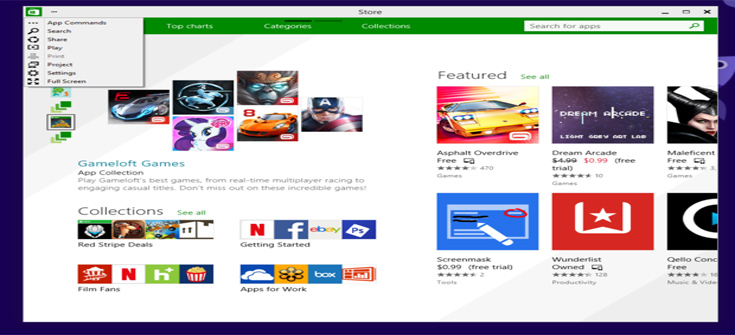 Store
App Commands
Search
Share
Play
Print
Project
Settings
Full Screen
Top charts
Categories
Collections
Search for apps
Gameloft Games
App Collection
Play Gameloft's best games, from real-time multiplayer racing to
engaging casual titles. Don't miss out on these incredible games!
Collections
See all
Red Stripe Deals
Getting Started
ebay
Ps
Film Fans
Apps for Work
box
Featured
See all
Asphalt Overdrive
Free
470
Games
DREAM ARCADE
LIGHT GREY ART LAB
Dream Arcade
$4.99 $0.99 (free
trial)
10
Games
Maleficent
Free
3,
Games
Screenmask
$0.99 (free trial)
2
Tools
Wunderlist
Owned
128
Productivity
Qello Conc
Free
Music &